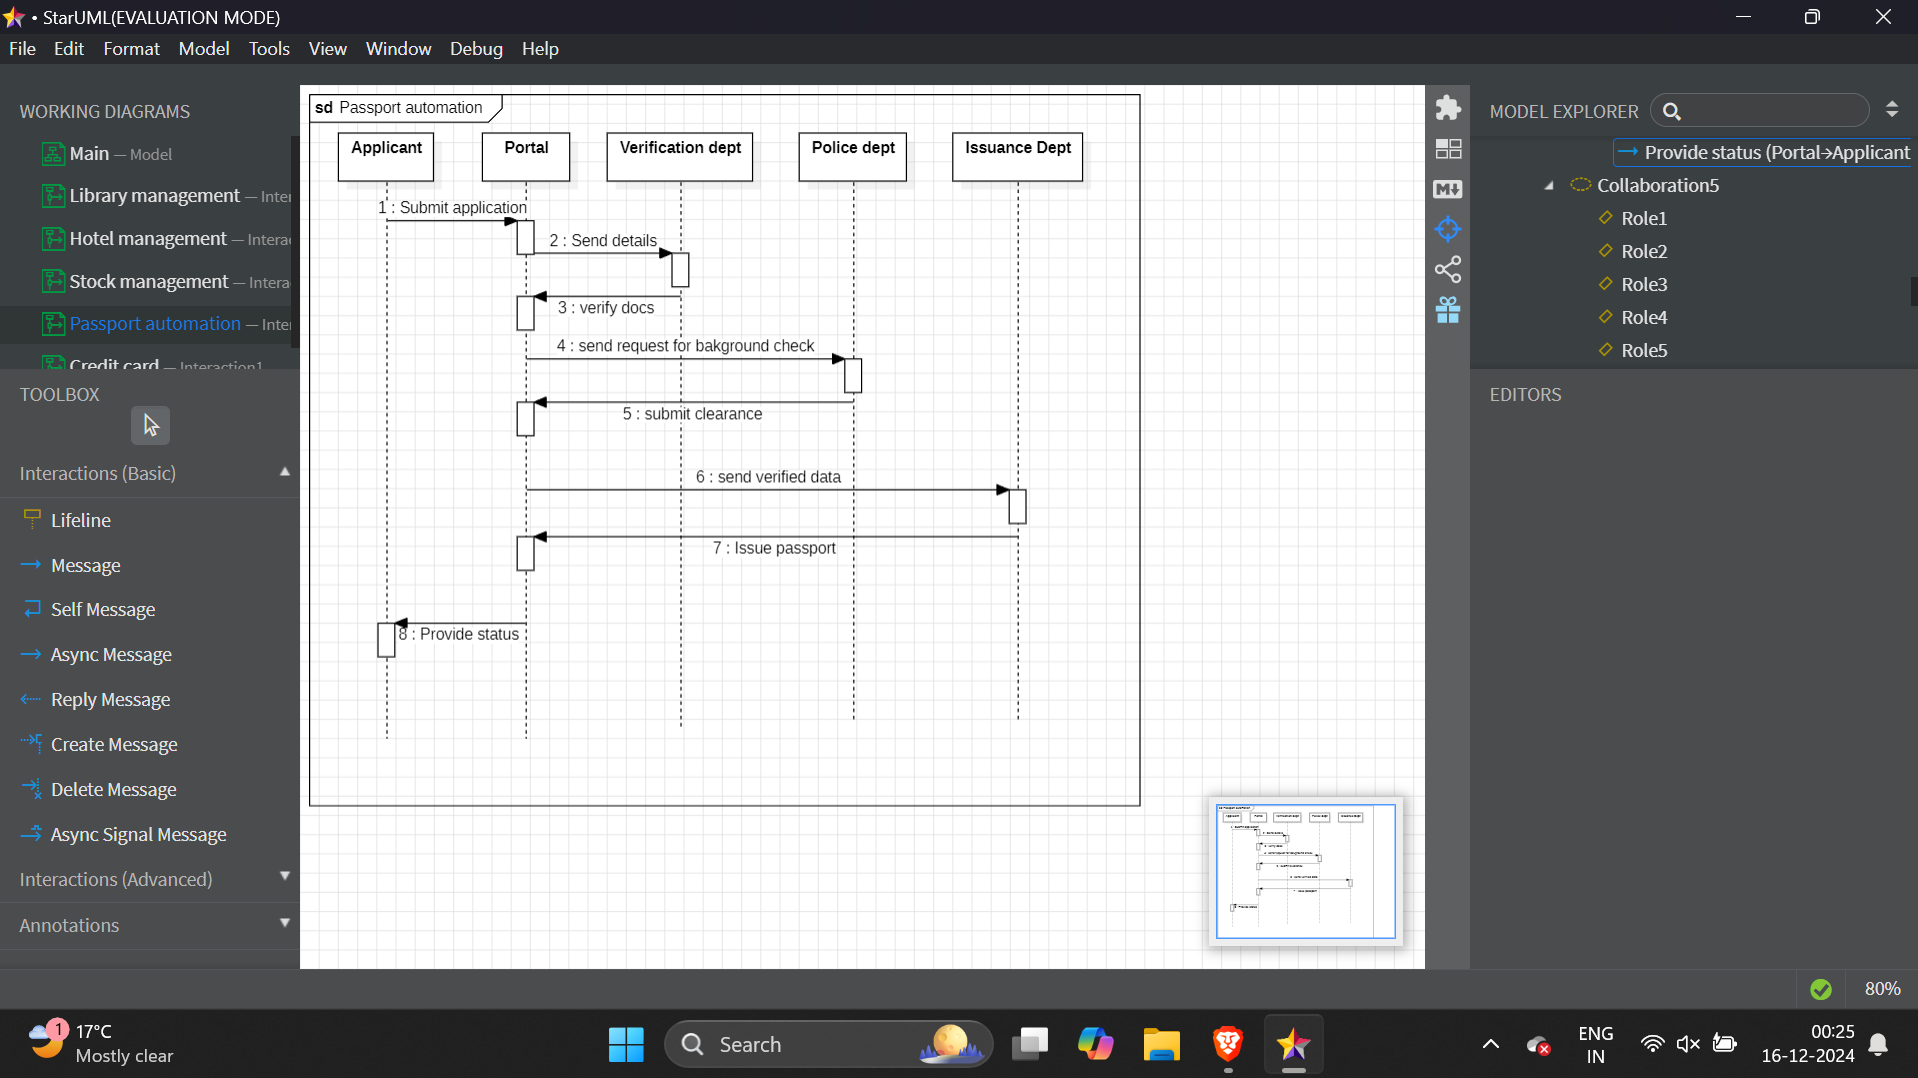 • StarUML(EVALUATION MODE)
File Edit Format Model Tools View Window Debug Help
WORKING DIAGRAMS
Main — Model
Library management — Inter
Hotel management — Intera
Stock management — Intera
Passport automation — Inte
Credit card — Interaction1
TOOLBOX
Interactions (Basic)
Lifeline
Message
Self Message
Async Message
Reply Message
Create Message
Delete Message
Async Signal Message
Interactions (Advanced)
Annotations
sd Passport automation
Applicant Portal Verification dept Police dept Issuance Dept
1 : Submit application
2 : Send details
3 : verify docs
4 : send request for bakground check
5 : submit clearance
6 : send verified data
7 : Issue passport
8 : Provide status
MODEL EXPLORER
Provide status (Portal→Applicant
Collaboration5
Role1
Role2
Role3
Role4
Role5
EDITORS
80%
1
17°C
Mostly clear
Search
ENG
IN
00:25
16-12-2024